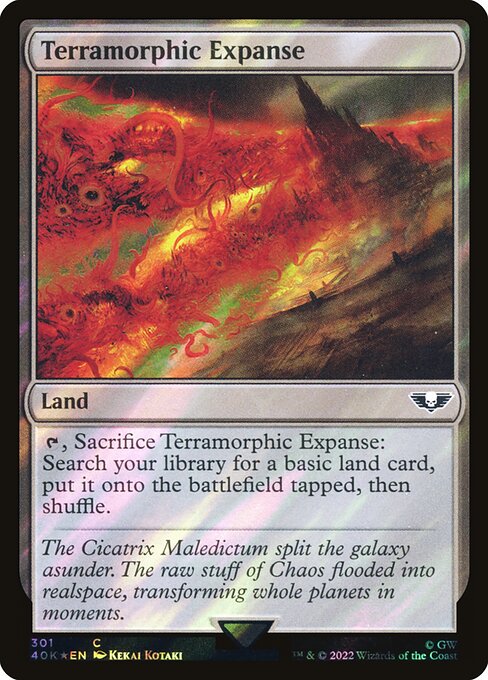 Terramorphic Expanse
Land
, Sacrifice Terramorphic Expanse:
Search your library for a basic land card,
put it onto the battlefield tapped, then
shuffle.
The Cicatrix Maledictum split the galaxy
asunder. The raw stuff of Chaos flooded into
realspace, transforming whole planets in
moments.
301 C
40K★EN Kekai Kotaki
© GW
™ & © 2022 Wizards of the Coast